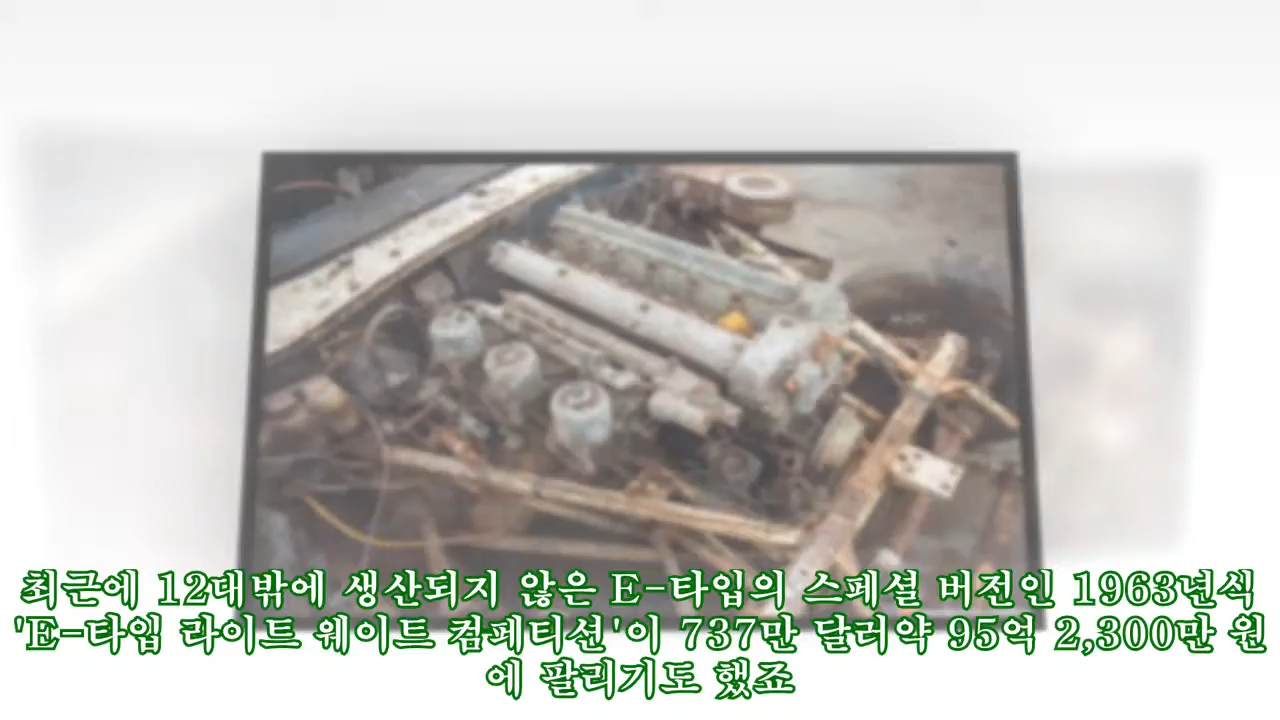 최근에 12대밖에 생산되지 않은 E-타입의 스페셜 버전인 1963년식
'E-타입 라이트 웨이트 컴페티션'이 737만 달러약 95억 2,300만 원
에 팔리기도 했죠